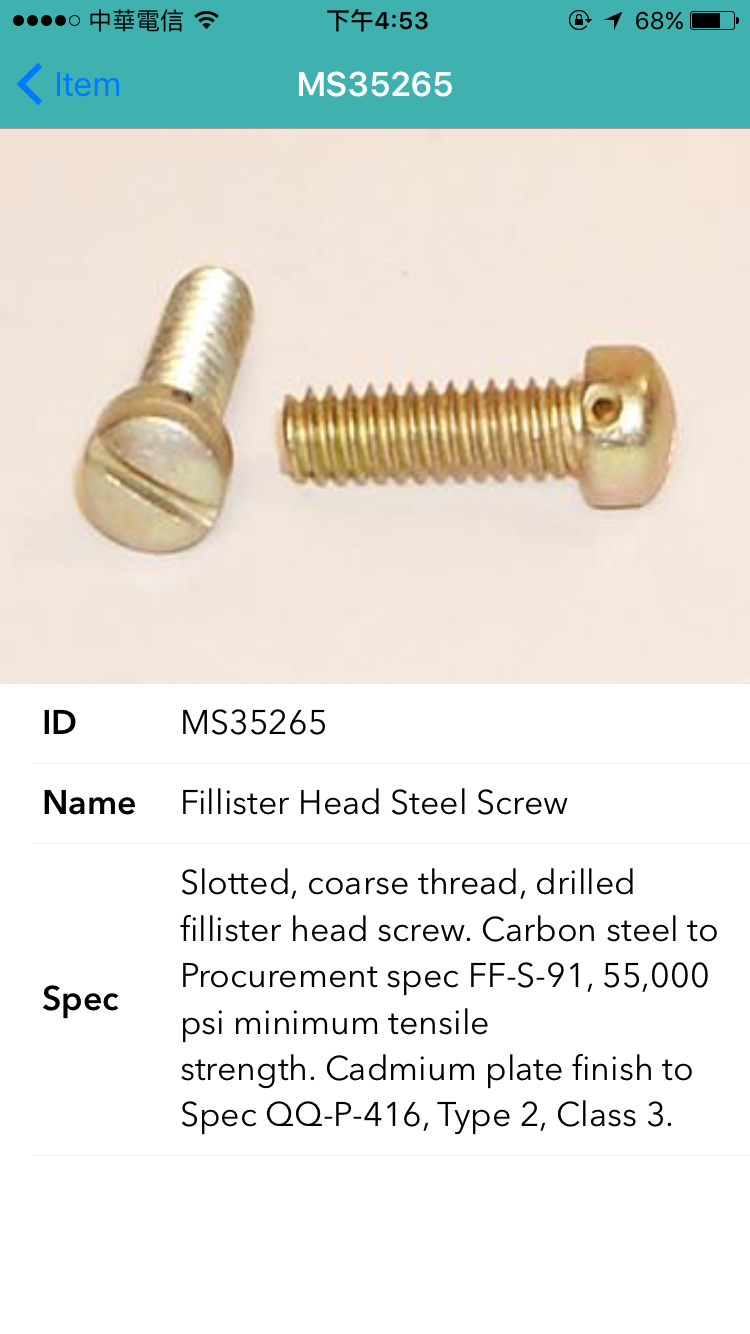 中華電信
下午4:53
68%
Item
MS35265
ID
MS35265
Name
Fillister Head Steel Screw
Spec
Slotted, coarse thread, drilled
fillister head screw. Carbon steel to
Procurement spec FF-S-91, 55,000
psi minimum tensile
strength. Cadmium plate finish to
Spec QQ-P-416, Type 2, Class 3.